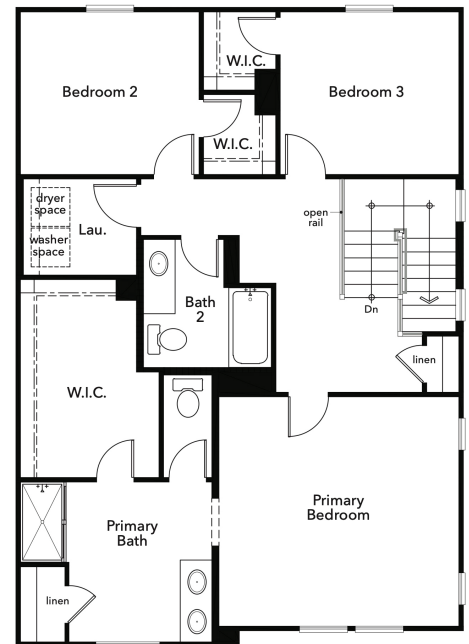 W.I.C.
Bedroom 2
Bedroom 3
W.I.C.
dryer
space
washer
space
Lau.
open
rail
Bath
2
Dn
linen
W.I.C.
Primary
Bedroom
Primary
Bath
linen